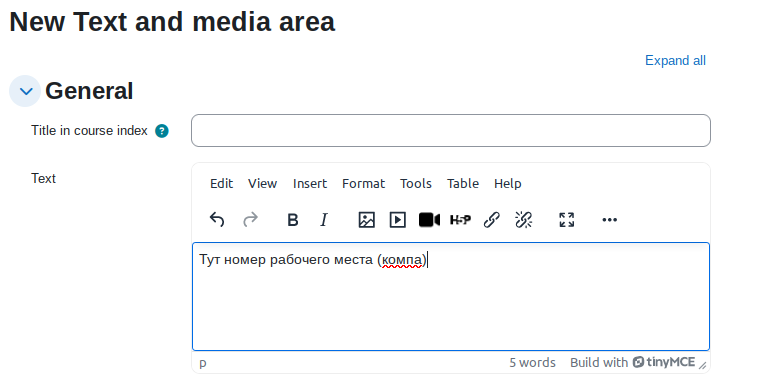 New Text and media area
Expand all
General
Title in course index ?
Text
Edit View Insert Format Tools Table Help
B I H5P ...
Тут номер рабочего места (компа)
p 5 words Build with tinyMCE